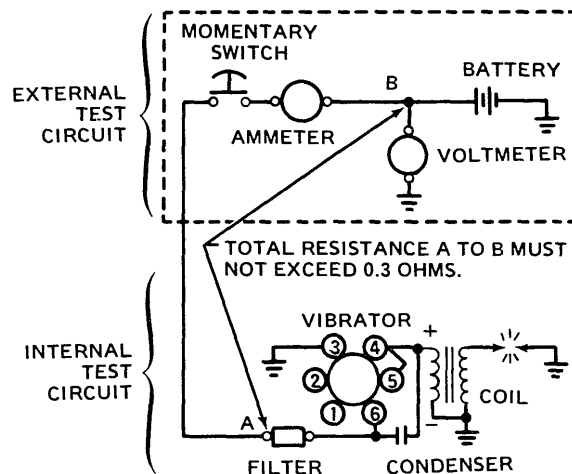 MOMENTARY
SWITCH
EXTERNAL
TEST
CIRCUIT
B
BATTERY
AMMETER
VOLTMETER
TOTAL RESISTANCE A TO B MUST
NOT EXCEED 0.3 OHMS.
INTERNAL
TEST
CIRCUIT
VIBRATOR
3
4
+
2
5
1
6
COIL
A
−
FILTER
CONDENSER